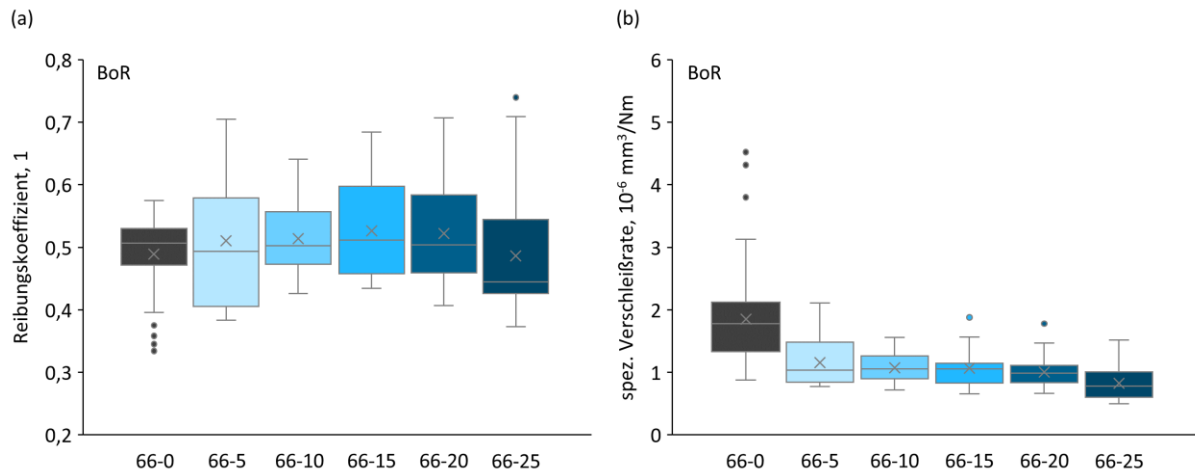 (a)
BoR
Reibungskoeffizient, 1
0,8
0,7
0,6
0,5
0,4
0,3
0,2
66-0 66-5 66-10 66-15 66-20 66-25
(b)
BoR
spez. Verschleißrate, 10⁻⁶ mm³/Nm
6
5
4
3
2
1
0
66-0 66-5 66-10 66-15 66-20 66-25